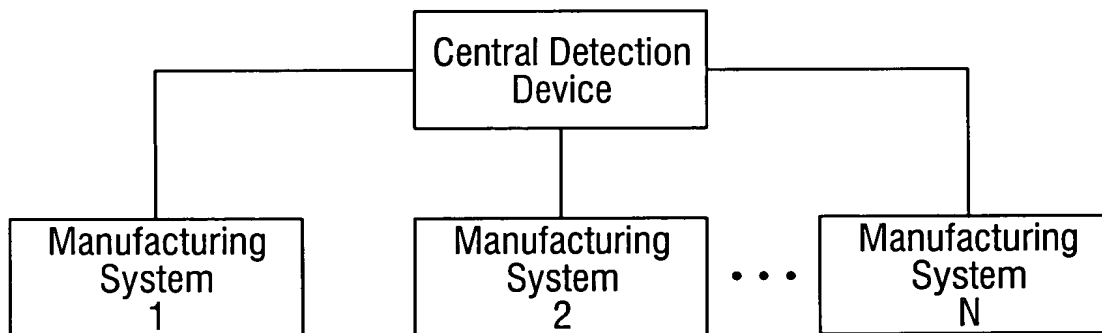 Central Detection
Device
Manufacturing
System
1
Manufacturing
System
2
Manufacturing
System
N